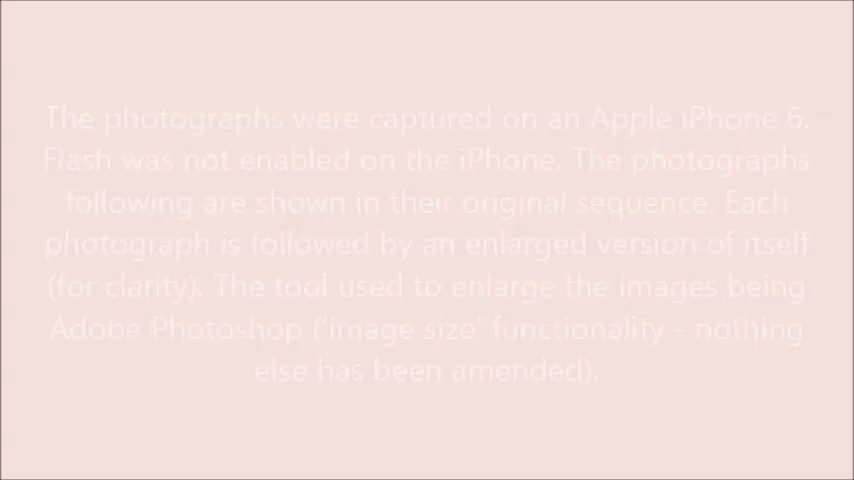 The photographs were captured on an Apple iPhone 6.
Flash was not enabled on the iPhone. The photographs
following are shown in their original sequence. Each
photograph is followed by an enlarged version of itself
(for clarity). The tool used to enlarge the images being
Adobe Photoshop ('image size' functionality - nothing
else has been amended).